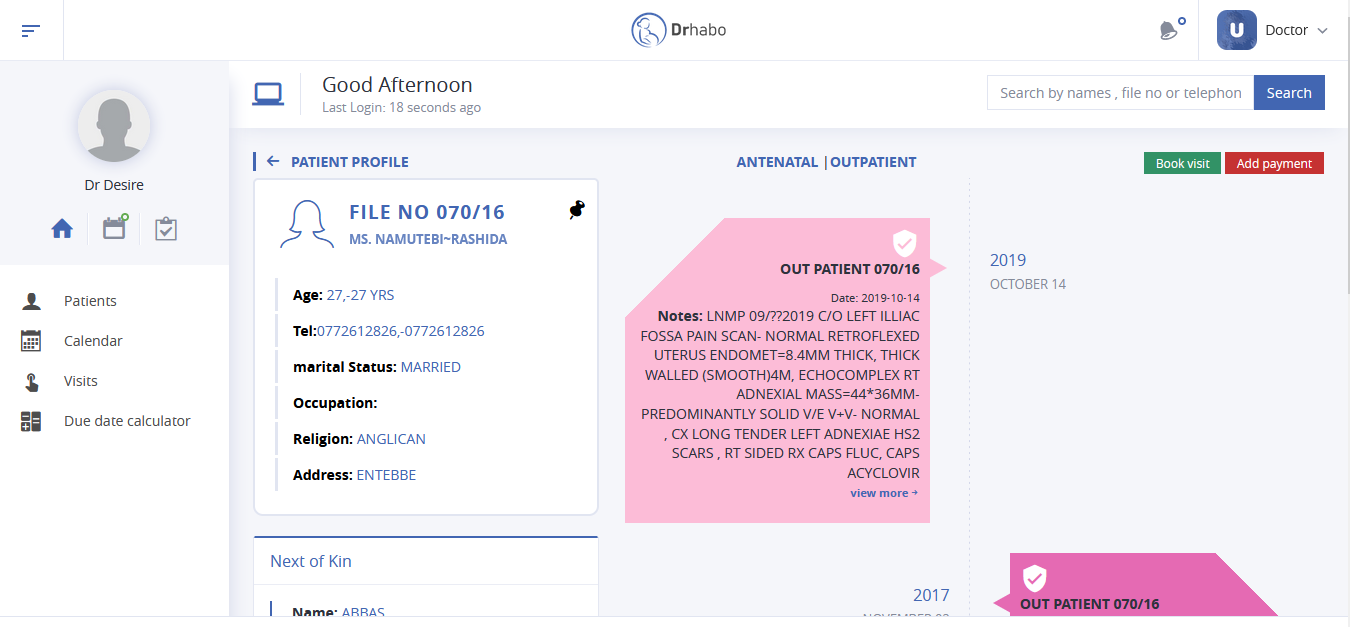 Drhabo
U
Doctor
Good Afternoon
Last Login: 18 seconds ago
Search by names , file no or telephon
Search
Dr Desire
Patients
Calendar
Visits
Due date calculator
PATIENT PROFILE
ANTENATAL |OUTPATIENT
Book visit
Add payment
FILE NO 070/16
MS. NAMUTEBI~RASHIDA
Age: 27,-27 YRS
Tel:0772612826,-0772612826
marital Status: MARRIED
Occupation:
Religion: ANGLICAN
Address: ENTEBBE
Next of Kin
Name: ABBAS
OUT PATIENT 070/16
Date: 2019-10-14
Notes: LNMP 09/??2019 C/O LEFT ILLIAC
FOSSA PAIN SCAN- NORMAL RETROFLEXED
UTERUS ENDOMET=8.4MM THICK, THICK
WALLED (SMOOTH)4M, ECHOCOMPLEX RT
ADNEXIAL MASS=44*36MM-
PREDOMINANTLY SOLID V/E V+V- NORMAL
, CX LONG TENDER LEFT ADNEXIAE HS2
SCARS , RT SIDED RX CAPS FLUC, CAPS
ACYCLOVIR
view more
2019
OCTOBER 14
2017
OUT PATIENT 070/16